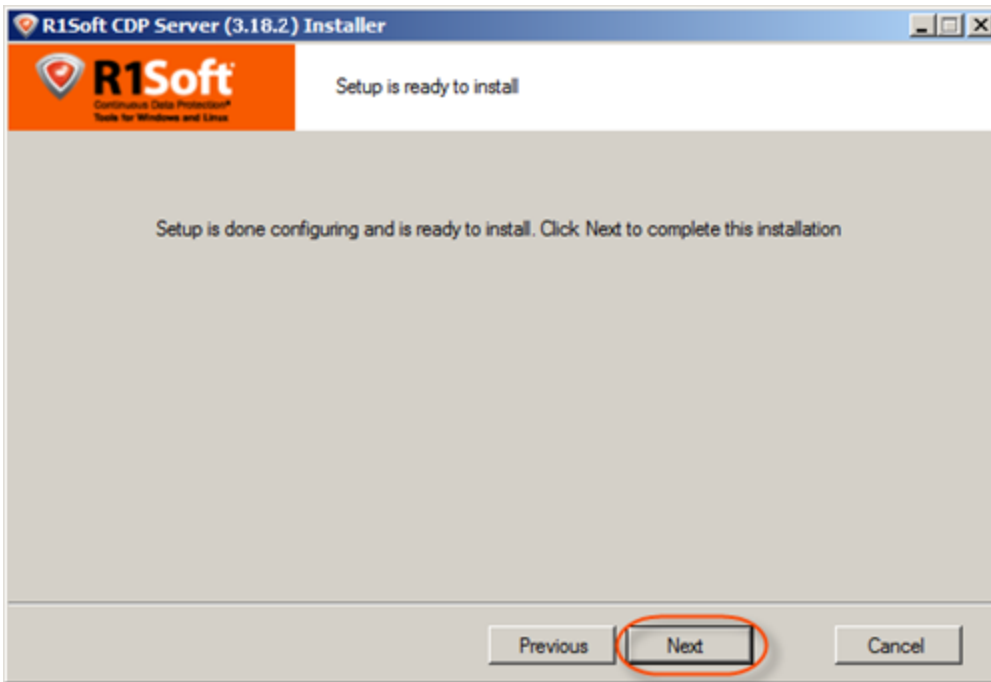 R1Soft CDP Server (3.18.2) Installer
R1Soft
Continuous Data Protection®
Tools for Windows and Linux
Setup is ready to install
Setup is done configuring and is ready to install. Click Next to complete this installation
Previous Next Cancel